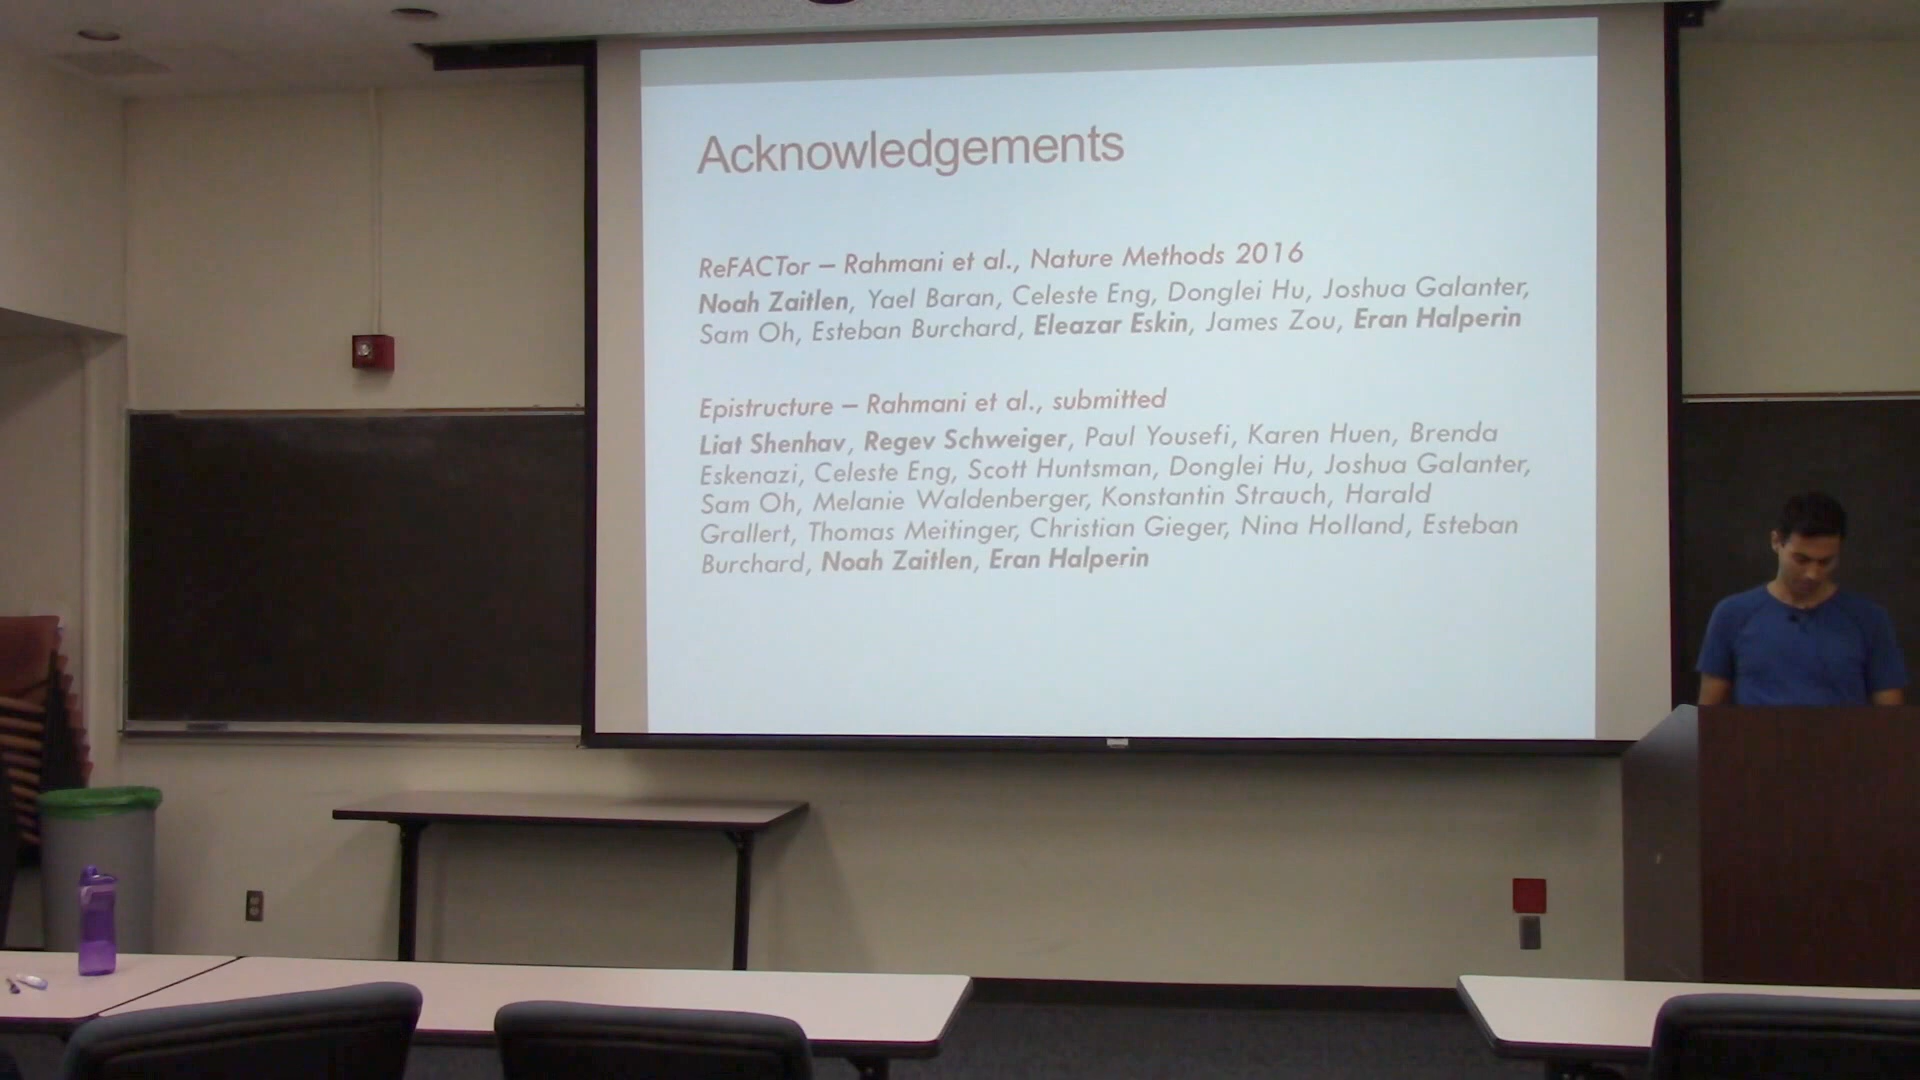 Acknowledgements
ReFACTor – Rahmani et al., Nature Methods 2016
Noah Zaitlen, Yael Baran, Celeste Eng, Donglei Hu, Joshua Galanter,
Sam Oh, Esteban Burchard, Eleazar Eskin, James Zou, Eran Halperin
Epistructure – Rahmani et al., submitted
Liat Shenhav, Regev Schweiger, Paul Yousefi, Karen Huen, Brenda
Eskenazi, Celeste Eng, Scott Huntsman, Donglei Hu, Joshua Galanter,
Sam Oh, Melanie Waldenberger, Konstantin Strauch, Harald
Grallert, Thomas Meitinger, Christian Gieger, Nina Holland, Esteban
Burchard, Noah Zaitlen, Eran Halperin